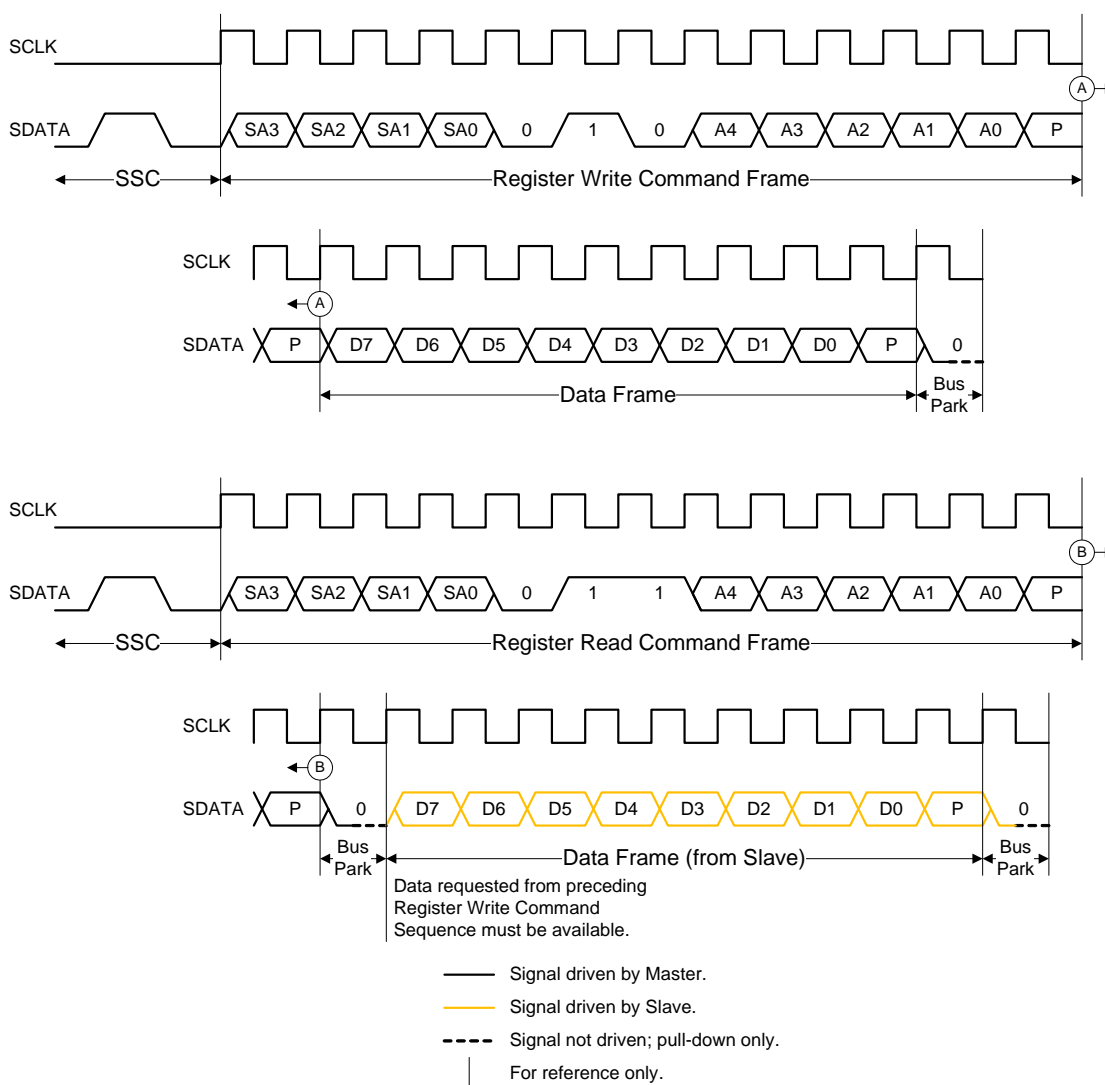 SCLK
A
SDATA SA3 SA2 SA1 SA0 0 1 0 A4 A3 A2 A1 A0 P
SSC Register Write Command Frame
SCLK
A
SDATA P D7 D6 D5 D4 D3 D2 D1 D0 P 0
Data Frame Bus
Park
SCLK
B
SDATA SA3 SA2 SA1 SA0 0 1 1 A4 A3 A2 A1 A0 P
SSC Register Read Command Frame
SCLK
B
SDATA P 0 D7 D6 D5 D4 D3 D2 D1 D0 P 0
Bus
Park
Data Frame (from Slave)
Bus
Park
Data requested from preceding
Register Write Command
Sequence must be available.
Signal driven by Master.
Signal driven by Slave.
Signal not driven; pull-down only.
For reference only.